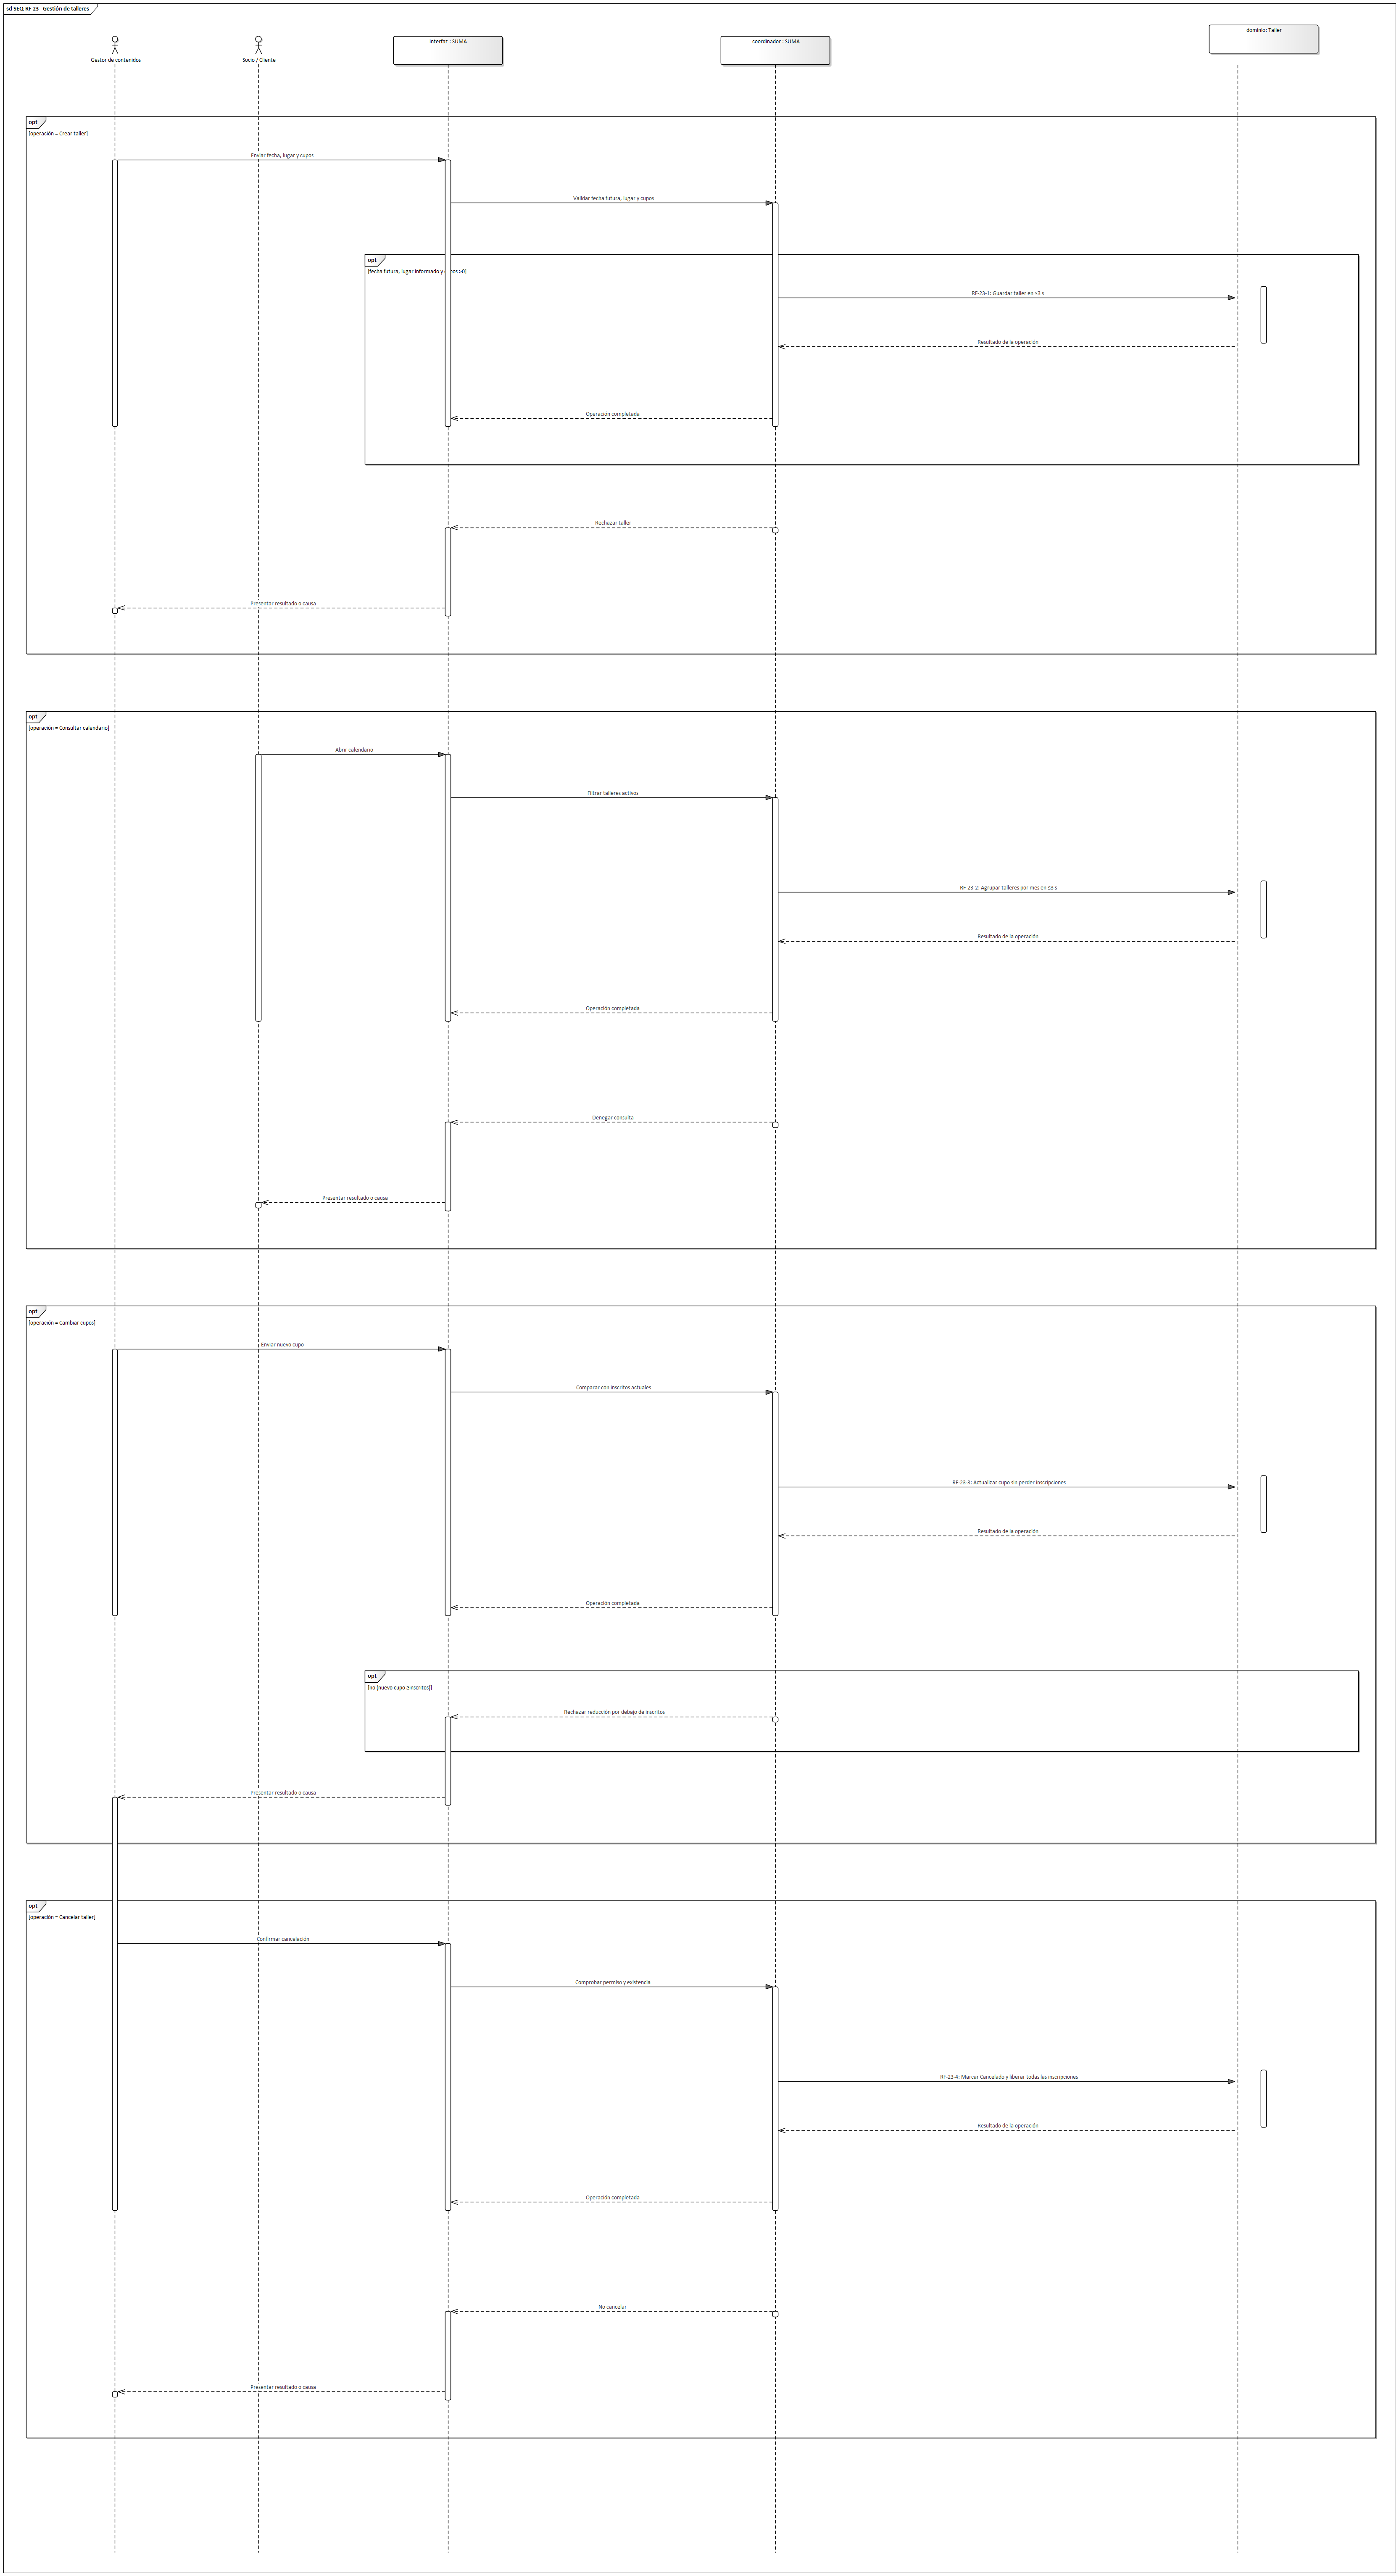 sd SEQ-RF-23 - Gestión de talleres
Gestor de contenidos
Socio / Cliente
interfaz : SUMA
coordinador : SUMA
dominio: Taller
opt
[operación = Crear taller]
Enviar fecha, lugar y cupos
Validar fecha futura, lugar y cupos
opt
[fecha futura, lugar informado y pos >0]
RF-23-1: Guardar taller en ≤3 s
Resultado de la operación
Operación completada
Rechazar taller
Presentar resultado o causa
opt
[operación = Consultar calendario]
Abrir calendario
Filtrar talleres activos
RF-23-2: Agrupar talleres por mes en ≤3 s
Resultado de la operación
Operación completada
Denegar consulta
Presentar resultado o causa
opt
[operación = Cambiar cupos]
Enviar nuevo cupo
Comparar con inscritos actuales
RF-23-3: Actualizar cupo sin perder inscripciones
Resultado de la operación
Operación completada
opt
[no (nuevo cupo ≥inscritos)]
Rechazar reducción por debajo de inscritos
Presentar resultado o causa
opt
[operación = Cancelar taller]
Confirmar cancelación
Comprobar permiso y existencia
RF-23-4: Marcar Cancelado y liberar todas las inscripciones
Resultado de la operación
Operación completada
No cancelar
Presentar resultado o causa